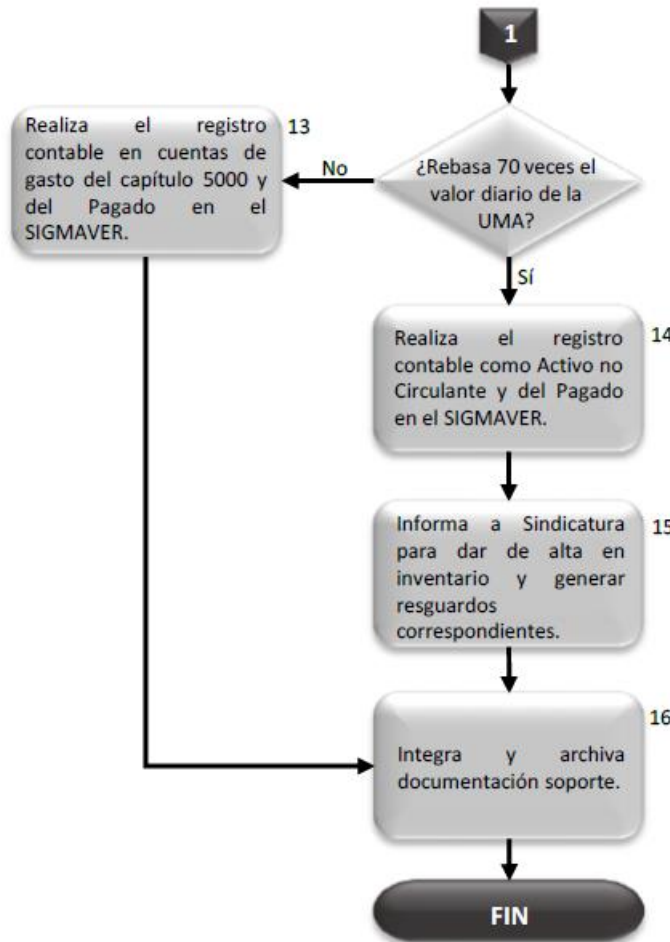 1
¿Rebasa 70 veces el
valor diario de la
UMA?
No
Realiza el registro
contable en cuentas de
gasto del capítulo 5000 y
del Pagado en el
SIGMAVER.
13
Sí
Realiza el registro
contable como Activo no
Circulante y del Pagado
en el SIGMAVER.
14
Informa a Sindicatura
para dar de alta en
inventario y generar
resguardos
correspondientes.
15
Integra y archiva
documentación soporte.
16
FIN